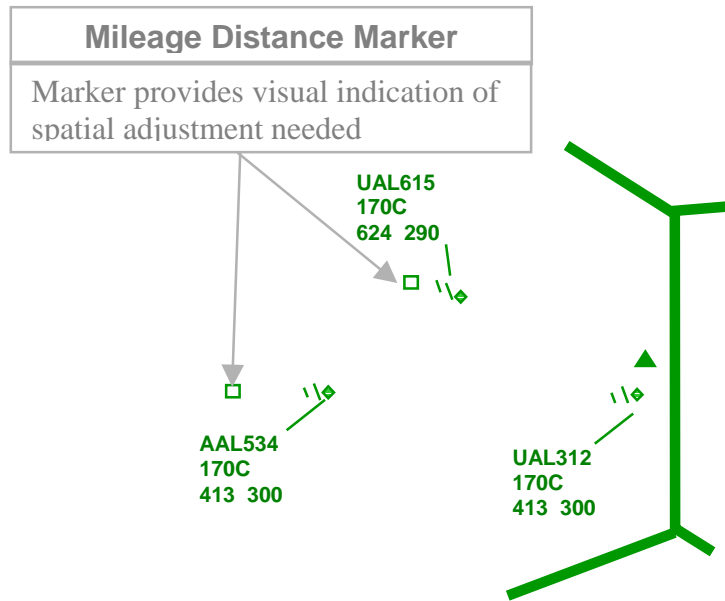 Mileage Distance Marker
Marker provides visual indication of
spatial adjustment needed
UAL615
170C
624 290
AAL534
170C
413 300
UAL312
170C
413 300